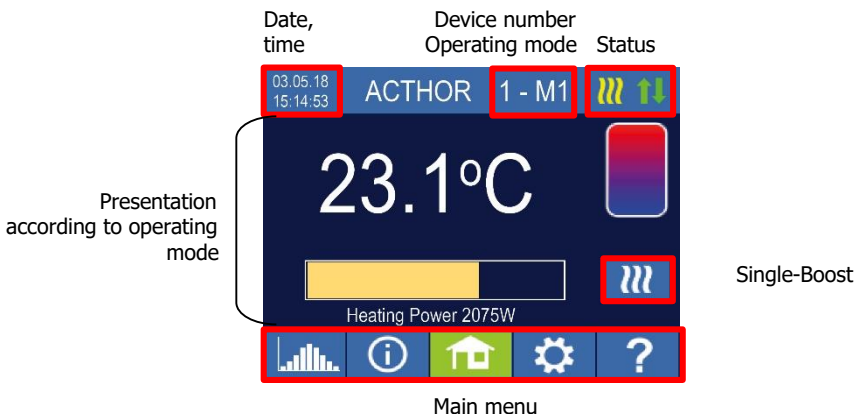 Date,
time
Device number
Operating mode
Status
03.05.18
15:14:53
ACTHOR
1 - M1
23.1°C
Presentation
according to operating
mode
Single-Boost
Heating Power 2075W
?
Main menu